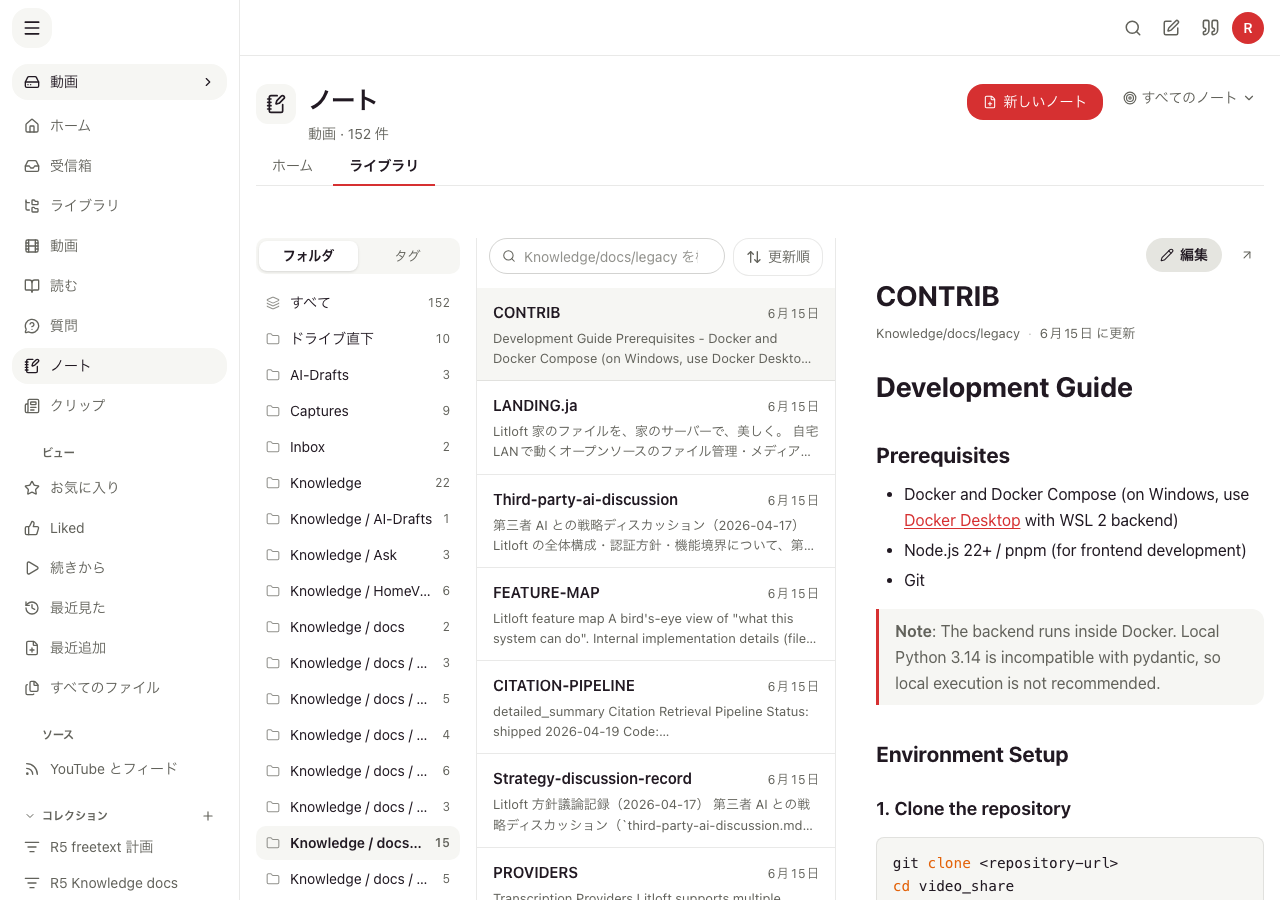 R
動画
ホーム
受信箱
ライブラリ
動画
読む
質問
ノート
クリップ
ビュー
お気に入り
Liked
続きから
最近見た
最近追加
すべてのファイル
ソース
YouTube とフィード
コレクション
R5 freetext 計画
R5 Knowledge docs
ノート
動画 · 152 件
新しいノート
すべてのノート
ホーム
ライブラリ
フォルダ
タグ
すべて 152
ドライブ直下 10
AI-Drafts 3
Captures 9
Inbox 2
Knowledge 22
Knowledge / AI-Drafts 1
Knowledge / Ask 3
Knowledge / HomeV... 6
Knowledge / docs 2
Knowledge / docs / ... 3
Knowledge / docs / ... 5
Knowledge / docs / ... 4
Knowledge / docs / ... 6
Knowledge / docs / ... 3
Knowledge / docs... 15
Knowledge / docs / ... 5
Knowledge/docs/legacy を
更新順
CONTRIB 6月15日
Development Guide Prerequisites - Docker and
Docker Compose (on Windows, use Docker Deskto...
LANDING.ja 6月15日
Litloft 家のファイルを、家のサーバーで、美しく。 自宅
LAN で動くオープンソースのファイル管理・メディア...
Third-party-ai-discussion 6月15日
第三者 AI との戦略ディスカッション（2026-04-17）
Litloft の全体構成・認証方針・機能境界について、第...
FEATURE-MAP 6月15日
Litloft feature map A bird's-eye view of "what this
system can do". Internal implementation details (file...
CITATION-PIPELINE 6月15日
detailed_summary Citation Retrieval Pipeline Status:
shipped 2026-04-19 Code:...
Strategy-discussion-record 6月15日
Litloft 方針議論記録（2026-04-17） 第三者 AI との戦
略ディスカッション（`third-party-ai-discussion.md...
PROVIDERS 6月15日
Transcription Providers Litloft supports multiple
編集
CONTRIB
Knowledge/docs/legacy · 6月15日 に更新
Development Guide
Prerequisites
• Docker and Docker Compose (on Windows, use
Docker Desktop with WSL 2 backend)
• Node.js 22+ / pnpm (for frontend development)
• Git
Note: The backend runs inside Docker. Local
Python 3.14 is incompatible with pydantic, so
local execution is not recommended.
Environment Setup
1. Clone the repository
git clone <repository-url>
cd video_share